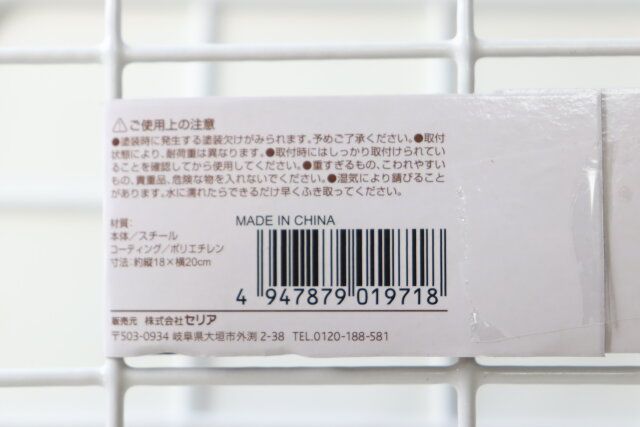 ⚠ご使用上の注意
●塗装時に発生する塗装欠けがみられます。予めご了承ください。●取付
状態により、耐荷重は異なります。●取付時にはしっかり取付けられている
ことを確認してから使用してください。●重すぎるもの、こわれやすい
もの、貴重品、危険な物を入れないでください。●湿気により錆びること
があります。水に濡れたらできるだけ早くふき取ってください。
材質:
本体/スチール
コーティング/ポリエチレン
寸法:約縦18×横20cm
MADE IN CHINA
4 947879 019718
販売元 株式会社セリア
〒503-0934 岐阜県大垣市外渕 2-38 TEL.0120-188-581